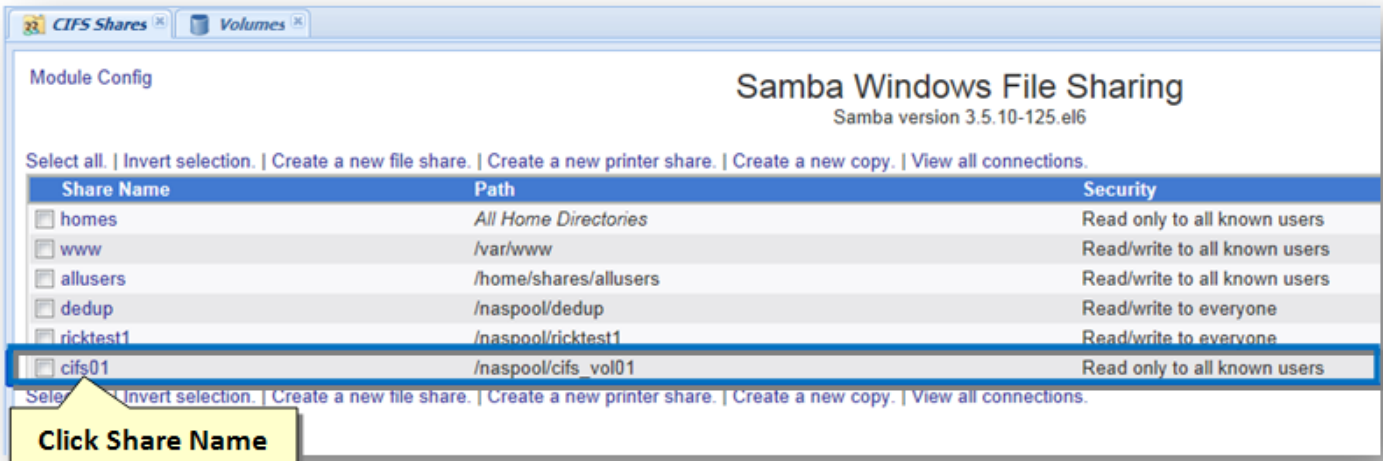 CIFS Shares Volumes
Module Config
Samba Windows File Sharing
Samba version 3.5.10-125.el6
Select all. | Invert selection. | Create a new file share. | Create a new printer share. | Create a new copy. | View all connections.
Share Name Path Security
homes All Home Directories Read only to all known users
www /var/www Read/write to all known users
allusers /home/shares/allusers Read/write to all known users
dedup /naspool/dedup Read/write to everyone
ricktest1 /naspool/ricktest1 Read/write to everyone
cifs01 /naspool/cifs_vol01 Read only to all known users
Invert selection. | Create a new file share. | Create a new printer share. | Create a new copy. | View all connections.
Click Share Name